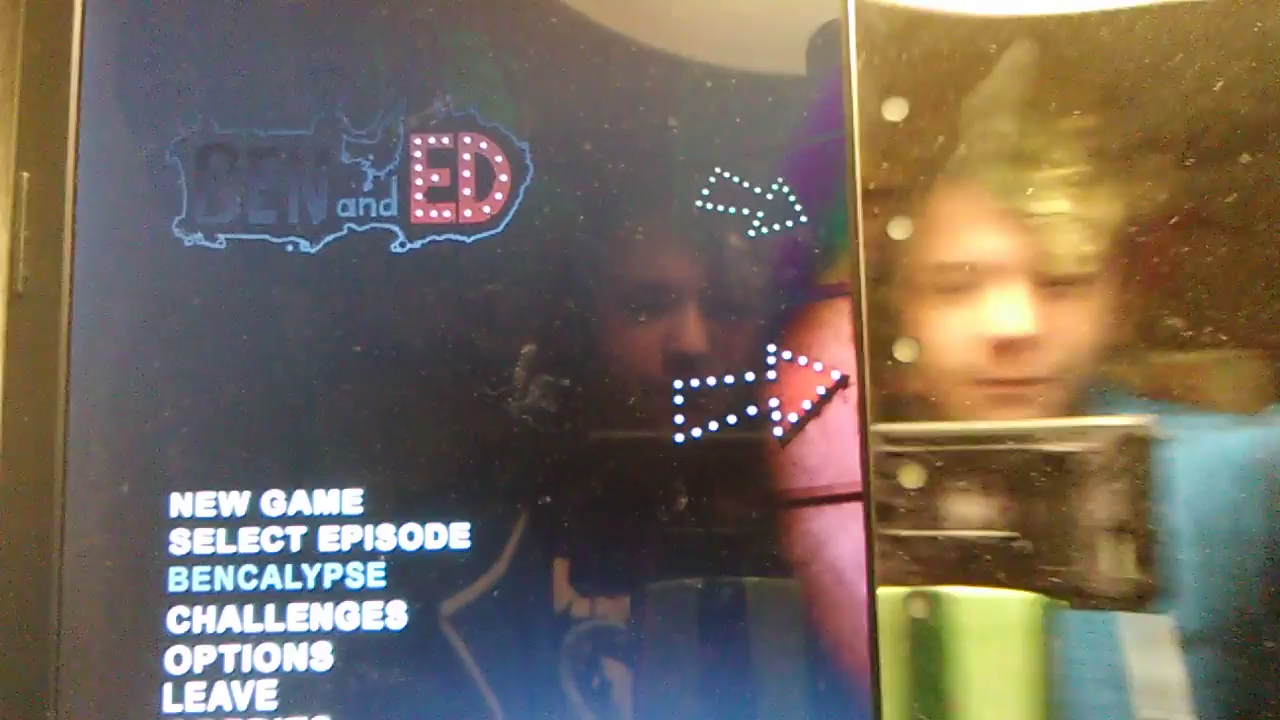 BEN and ED
NEW GAME
SELECT EPISODE
BENCALYPSE
CHALLENGES
OPTIONS
LEAVE